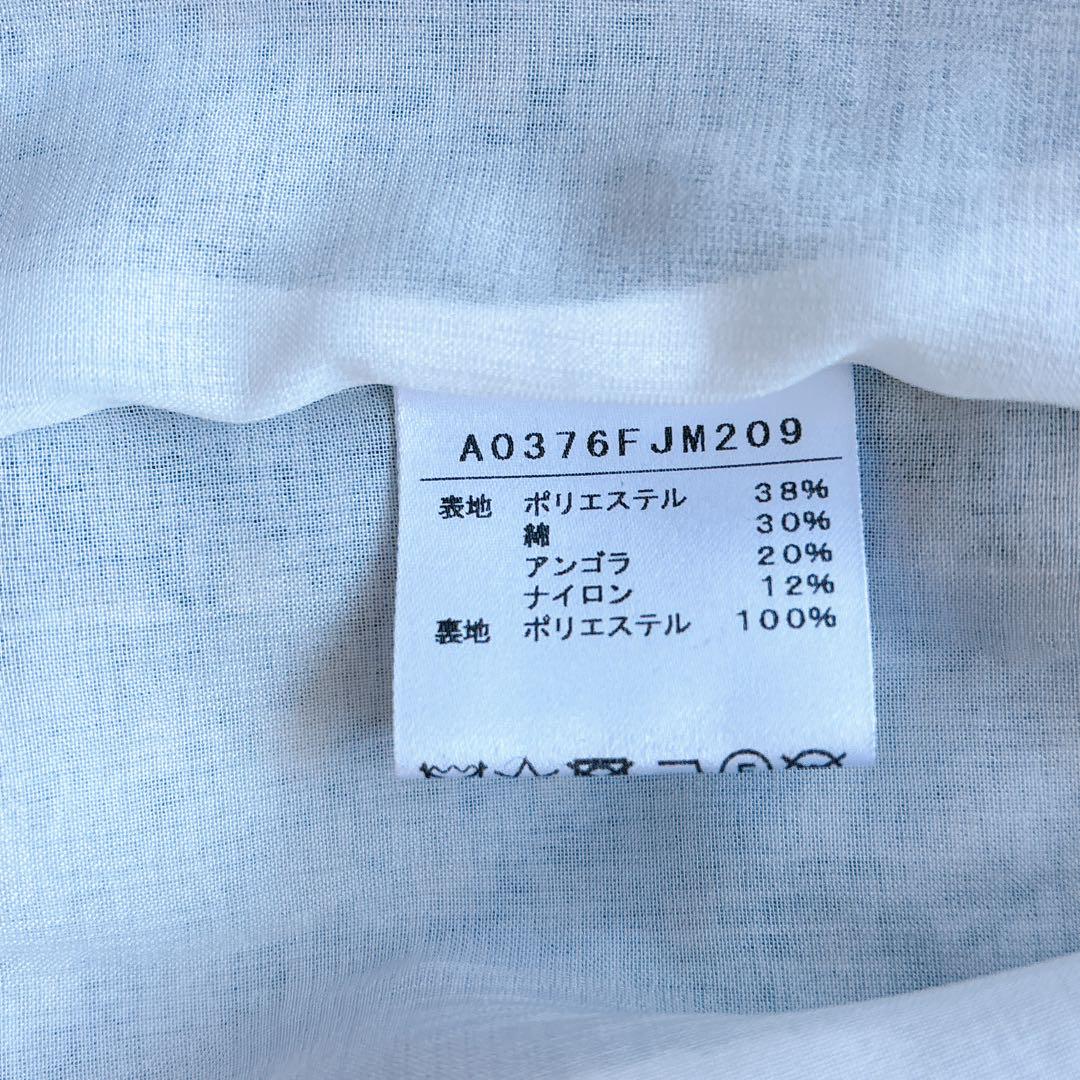 A0376FJM209
表地 ポリエステル 38%
綿 30%
アンゴラ 20%
ナイロン 12%
裏地 ポリエステル 100%